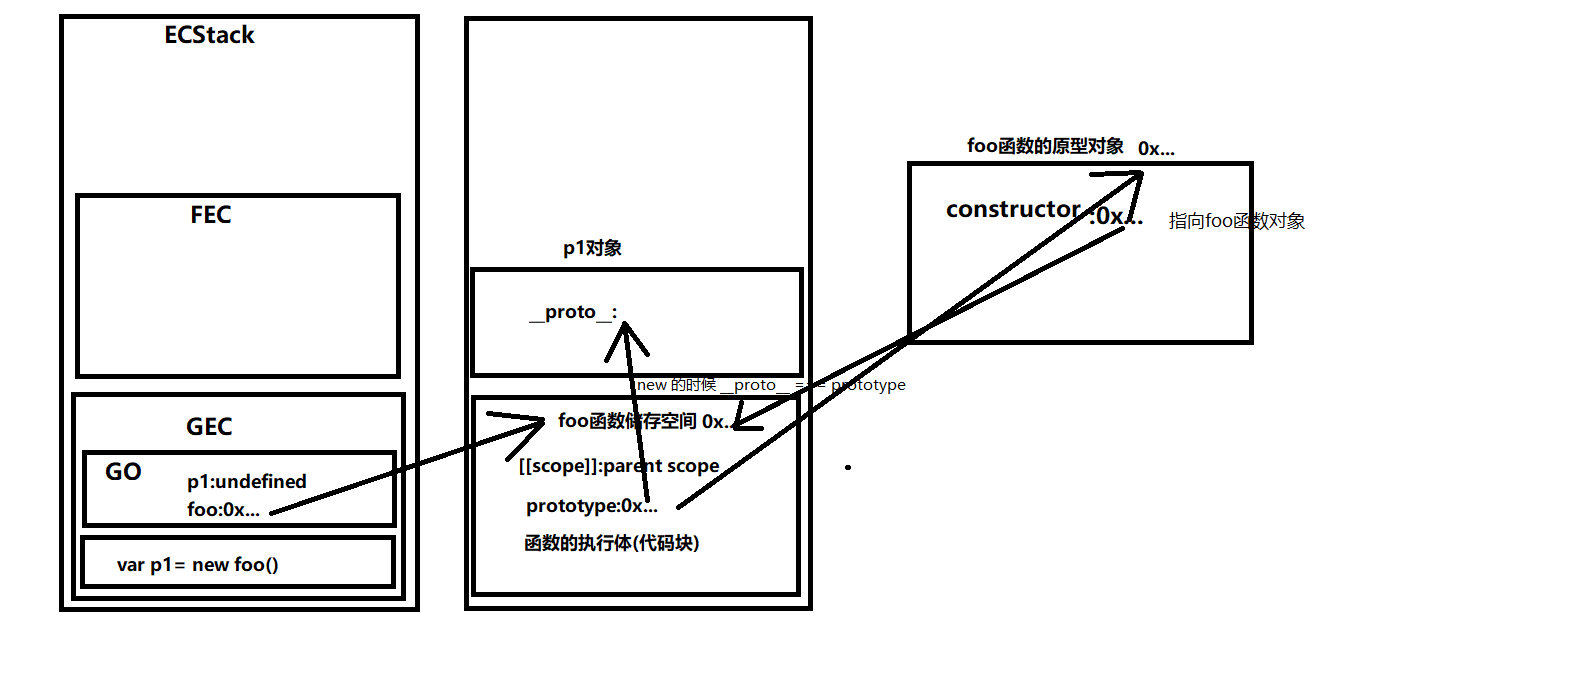 ECStack
FEC
GEC
GO
p1:undefined
foo:0x...
var p1= new foo()
p1对象
__proto__:
new 的时候 __proto__ === prototype
foo函数储存空间 0x...
[[scope]]:parent scope
prototype:0x...
函数的执行体(代码块)
foo函数的原型对象 0x...
constructor :0x... 指向foo函数对象